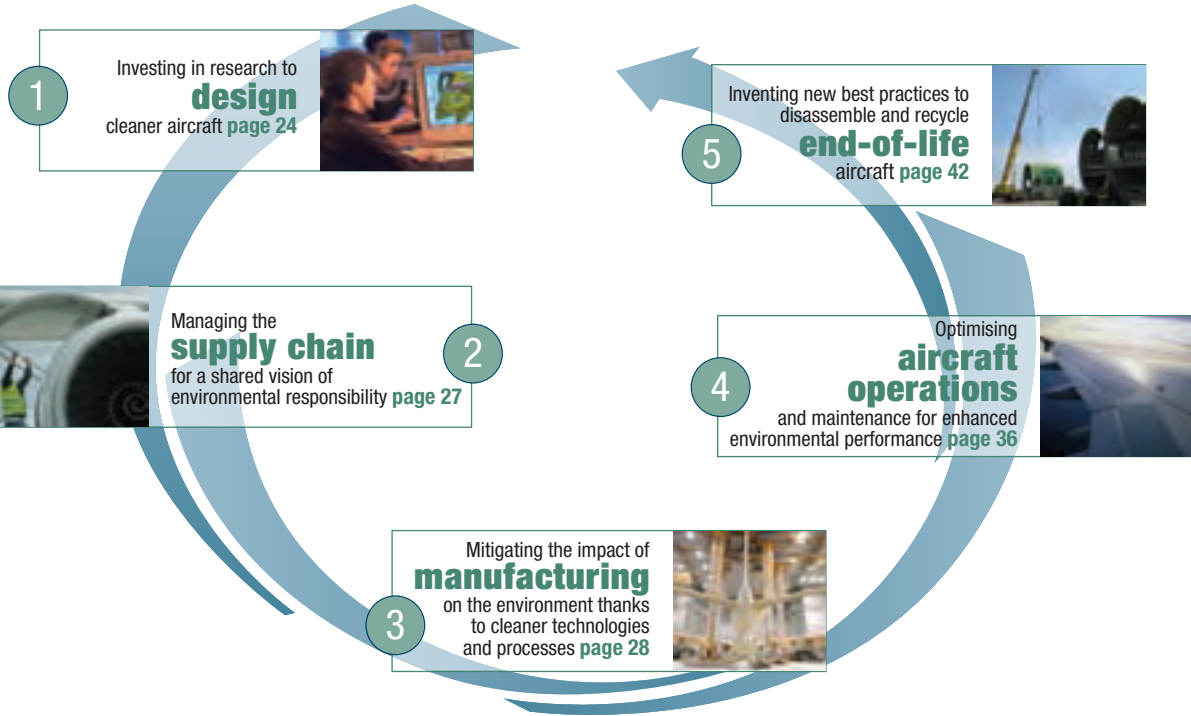 1
Investing in research to
design
cleaner aircraft page 24
2
Managing the
supply chain
for a shared vision of
environmental responsibility page 27
3
Mitigating the impact of
manufacturing
on the environment thanks
to cleaner technologies
and processes page 28
4
Optimising
aircraft
operations
and maintenance for enhanced
environmental performance page 36
5
Inventing new best practices to
disassemble and recycle
end-of-life
aircraft page 42